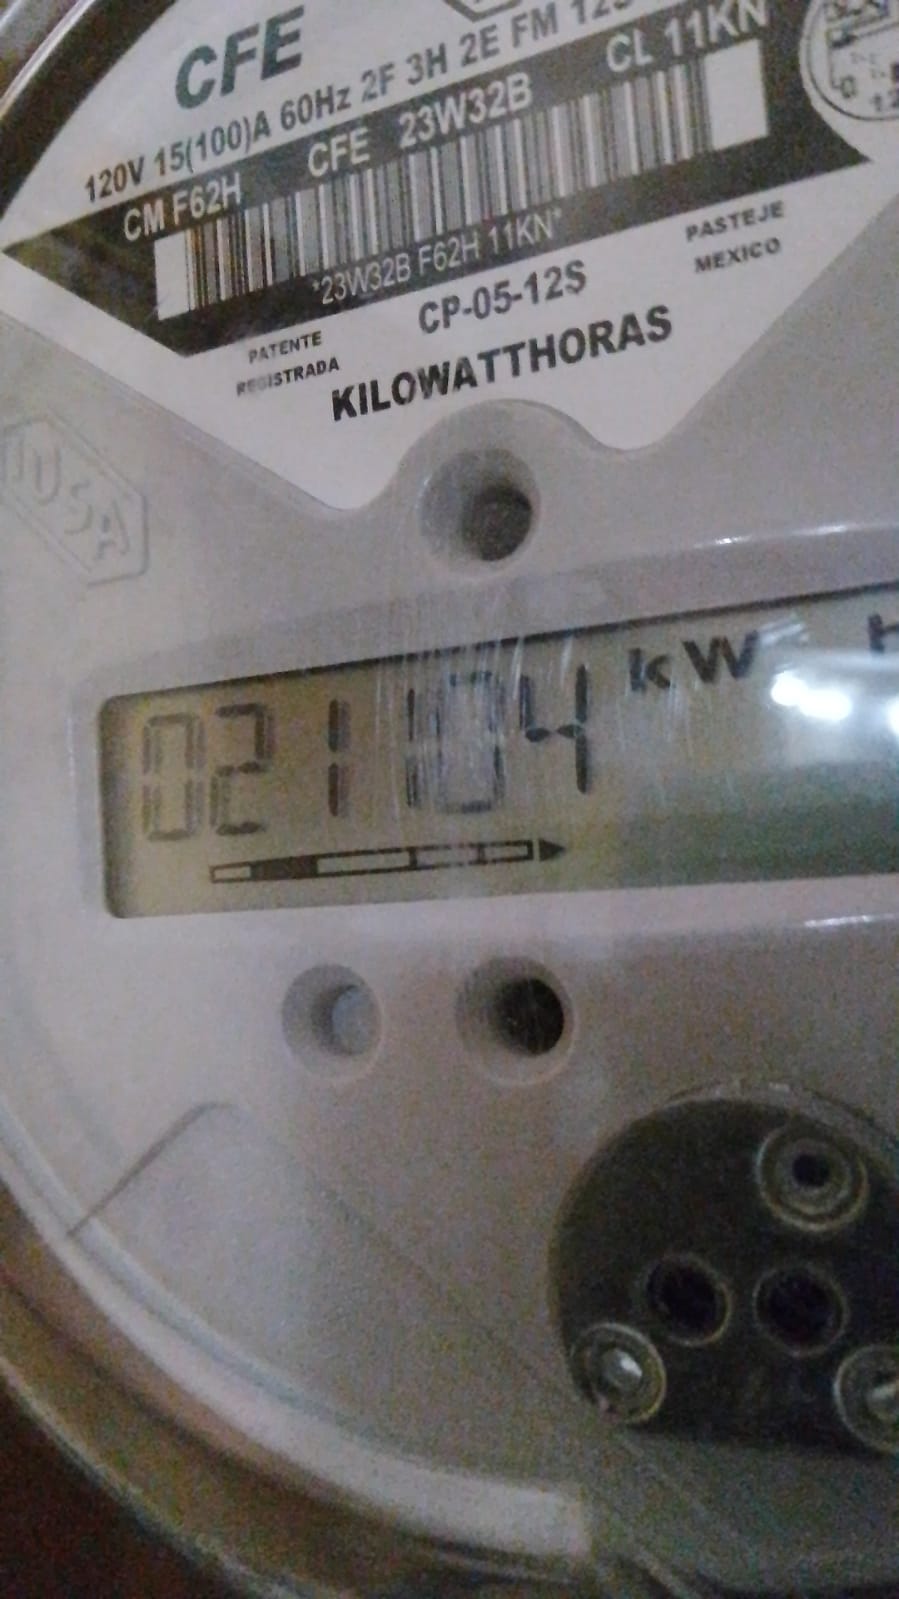 CFE
120V 15(100)A 60Hz 2F 3H 2E FM 12S
CM F62H CFE 23W32B CL 11KN
*23W32B F62H 11KN*
PATENTE REGISTRADA
CP-05-12S
PASTEJE MEXICO
KILOWATTHORAS
IUSA
021104 kW h